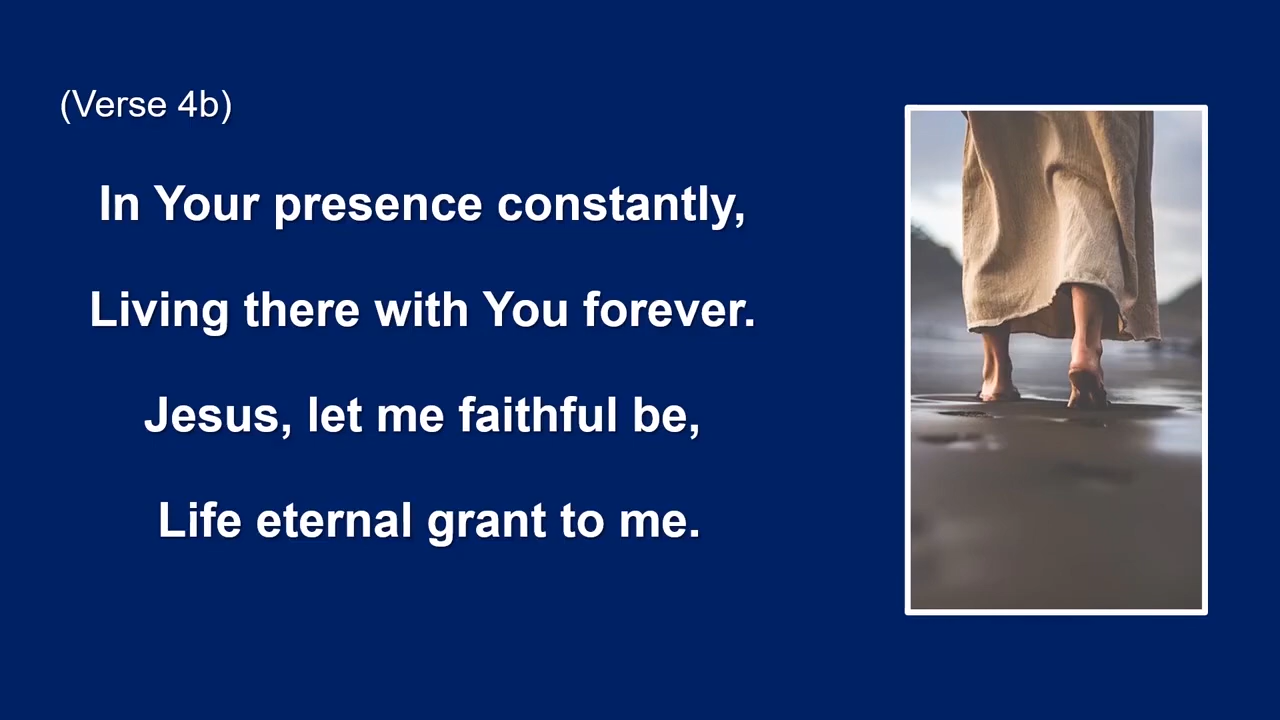 (Verse 4b)
In Your presence constantly,
Living there with You forever.
Jesus, let me faithful be,
Life eternal grant to me.